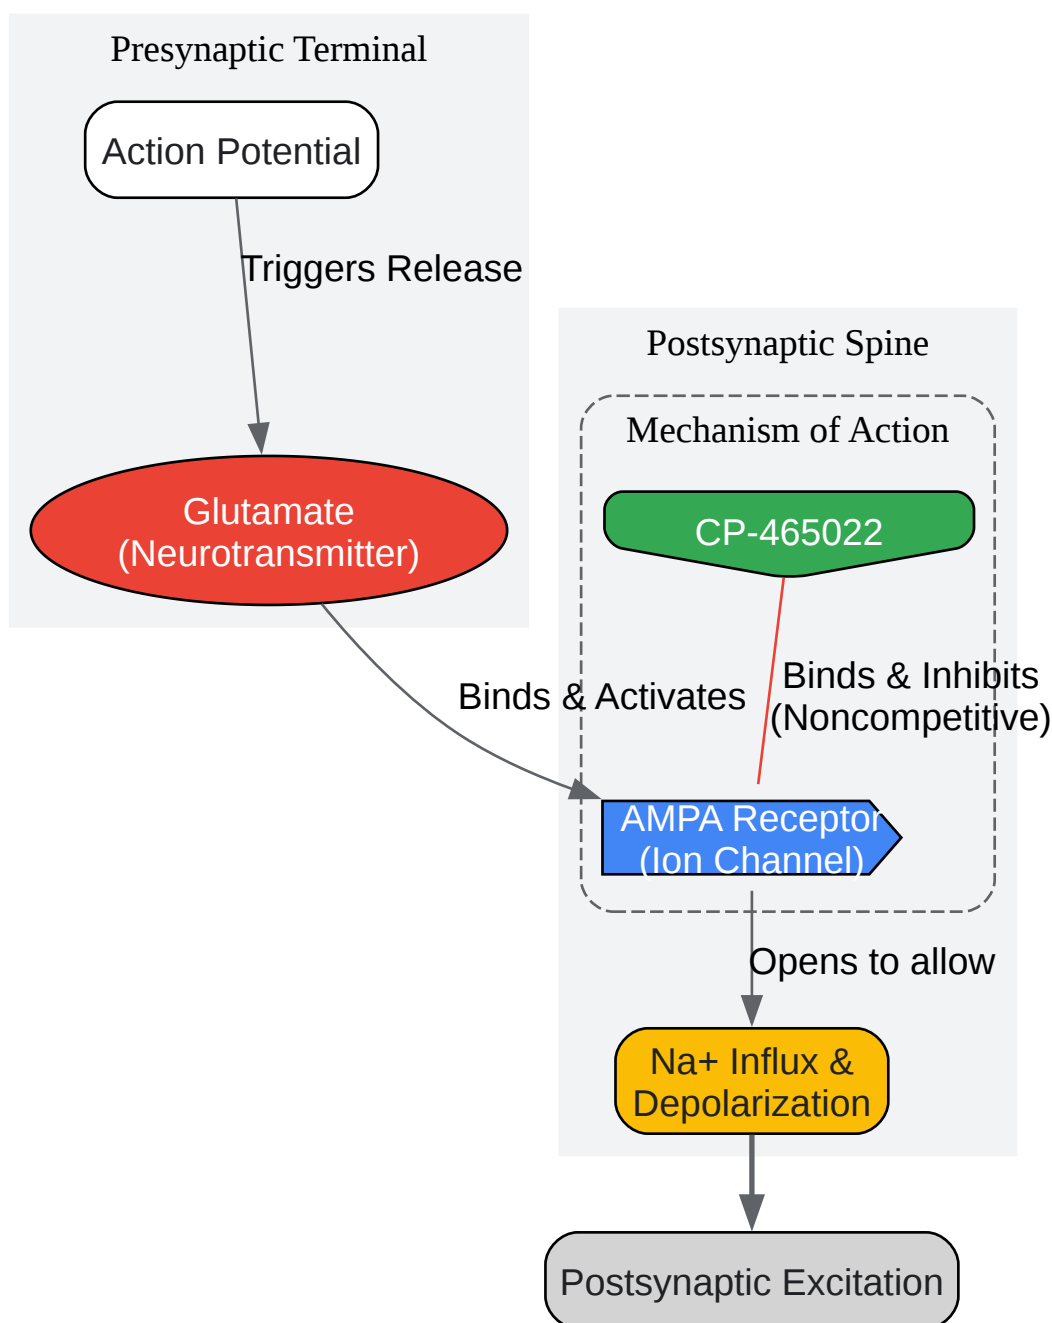 Presynaptic Terminal
Action Potential
Triggers Release
Glutamate
(Neurotransmitter)
Postsynaptic Spine
Mechanism of Action
CP-465022
Binds & Activates
Binds & Inhibits
(Noncompetitive)
AMPA Receptor
(Ion Channel)
Opens to allow
Na+ Influx &
Depolarization
Postsynaptic Excitation